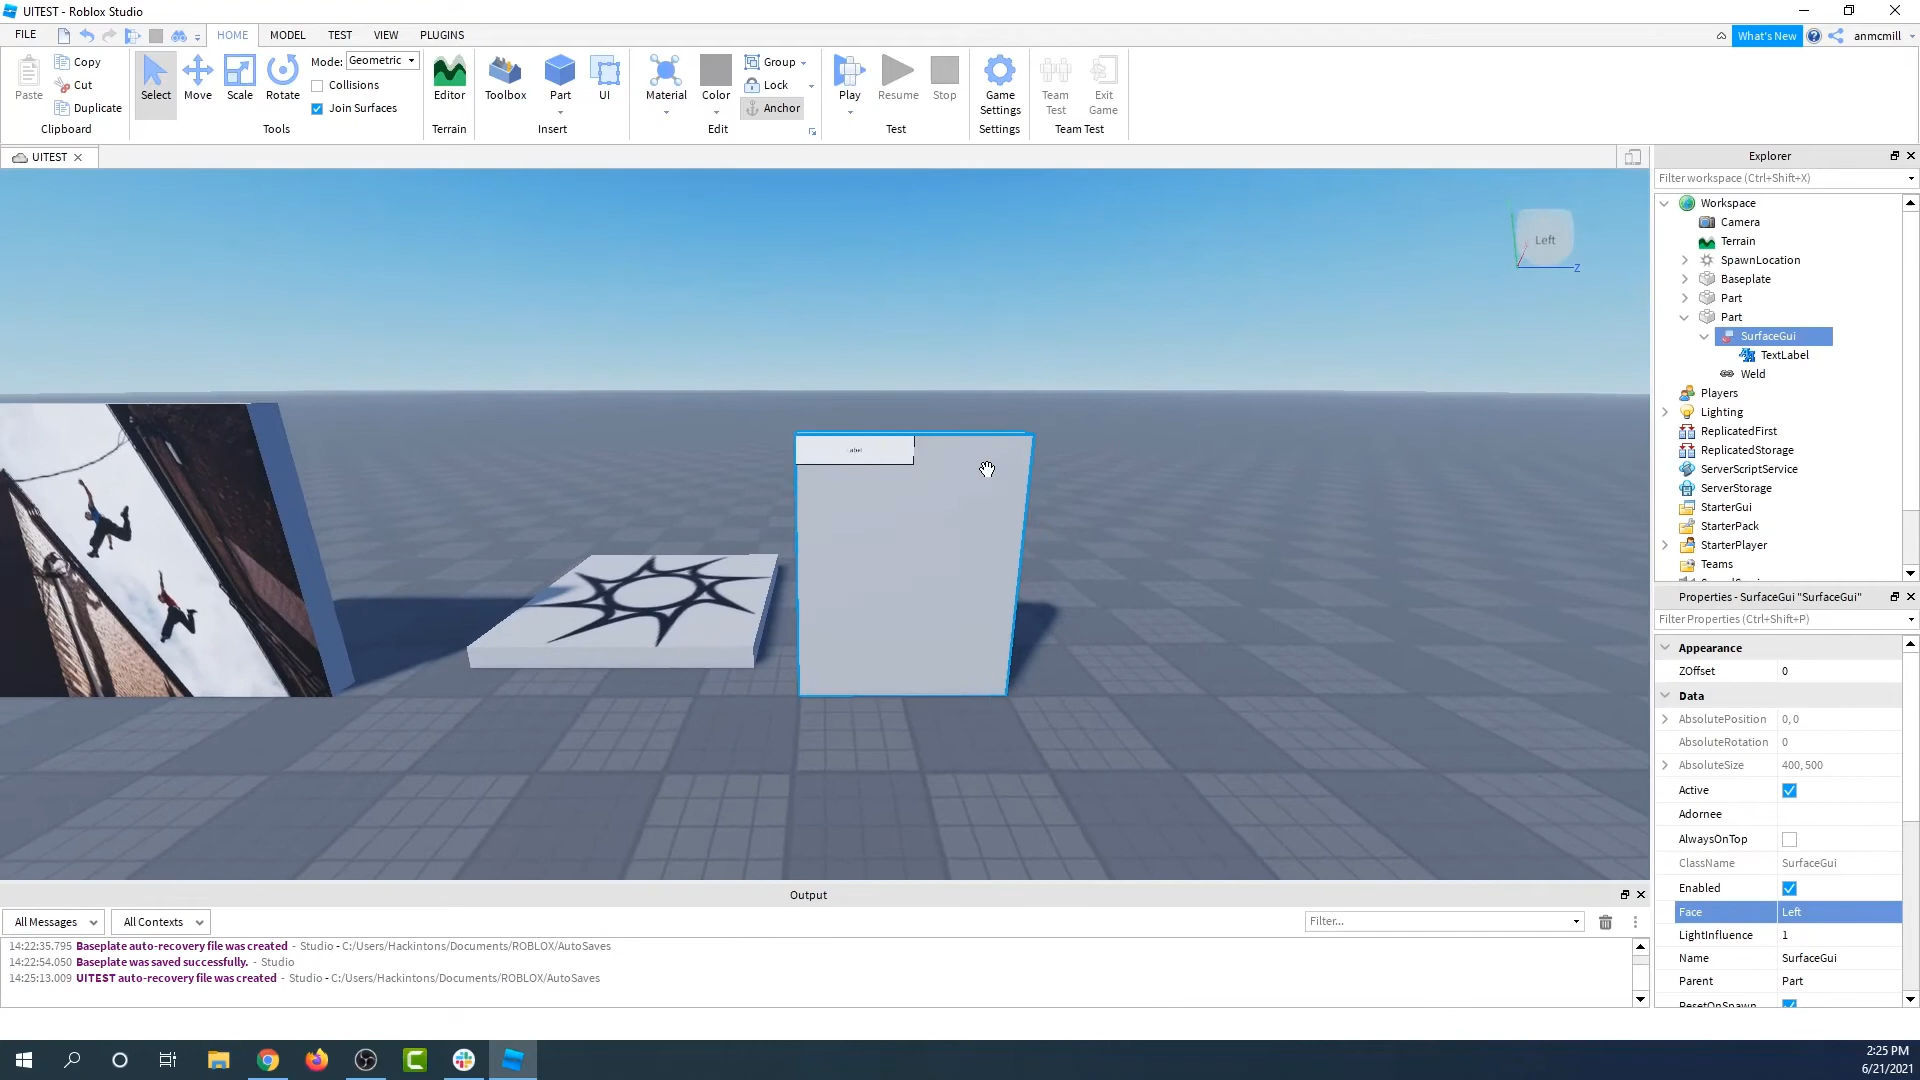 UITEST - Roblox Studio
FILE
HOME
MODEL
TEST
VIEW
PLUGINS
What's New
anmcmill
Paste
Copy
Cut
Duplicate
Clipboard
Select
Move
Scale
Rotate
Mode: Geometric
Collisions
Join Surfaces
Tools
Editor
Terrain
Toolbox
Part
UI
Insert
Material
Color
Group
Lock
Anchor
Edit
Play
Resume
Stop
Test
Game Settings
Settings
Team Test
Exit Game
Team Test
UITEST
Left
Z
Label
Explorer
Filter workspace (Ctrl+Shift+X)
Workspace
Camera
Terrain
SpawnLocation
Baseplate
Part
Part
SurfaceGui
TextLabel
Weld
Players
Lighting
ReplicatedFirst
ReplicatedStorage
ServerScriptService
ServerStorage
StarterGui
StarterPack
StarterPlayer
Teams
Properties - SurfaceGui "SurfaceGui"
Filter Properties (Ctrl+Shift+P)
Appearance
ZOffset 0
Data
AbsolutePosition 0, 0
AbsoluteRotation 0
AbsoluteSize 400, 500
Active
Adornee
AlwaysOnTop
ClassName SurfaceGui
Enabled
Face Left
LightInfluence 1
Name SurfaceGui
Parent Part
ResetOnSpawn
Output
All Messages
All Contexts
Filter...
14:22:35.795 Baseplate auto-recovery file was created - Studio - C:/Users/Hackintons/Documents/ROBLOX/AutoSaves
14:22:54.050 Baseplate was saved successfully. - Studio
14:25:13.009 UITEST auto-recovery file was created - Studio - C:/Users/Hackintons/Documents/ROBLOX/AutoSaves
2:25 PM
6/21/2021